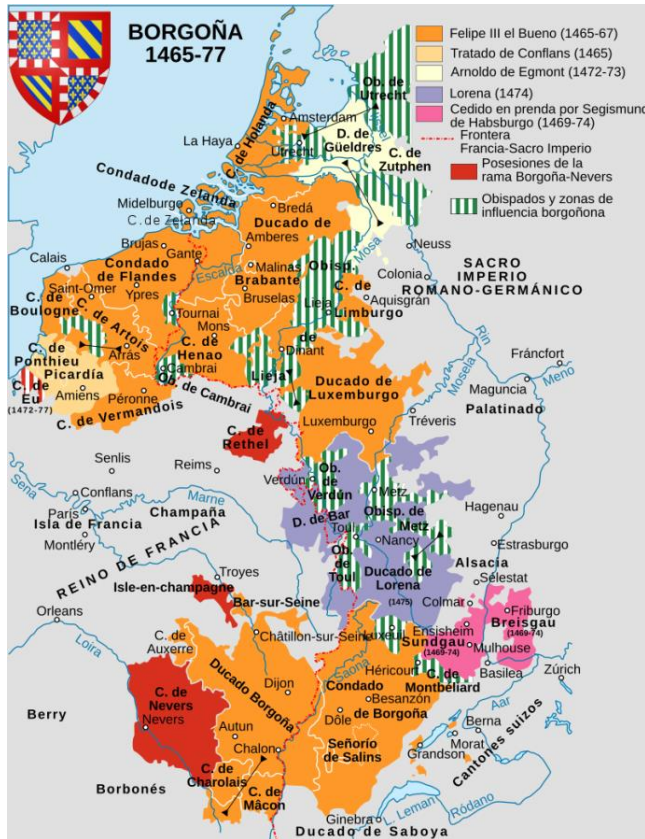 BORGOÑA
1465-77
Felipe III el Bueno (1465-67)
Tratado de Conflans (1465)
Arnoldo de Egmont (1472-73)
Lorena (1474)
Cedido en prenda por Segismundo
de Habsburgo (1469-74)
Frontera
Francia-Sacro Imperio
Posesiones de la
rama Borgoña-Nevers
Obispados y zonas de
influencia borgoñona
Ob. de
Utrecht
Amsterdam
C. de Holanda
La Haya
Utrecht
D. de
Güeldres
C. de
Zutphen
Condadode Zelanda
Midelburgo
C. de Zelanda
Bredá
Ducado de
Amberes
Mosa
Neuss
Brujas
Gante
Calais
Condado
de Flandes
Escalda
Malinas
Brabante
Obisp.
Colonia
SACRO
IMPERIO
ROMANO-GERMÁNICO
Saint-Omer
Ypres
Bruselas
Lieja
C. de
Limburgo
Aquisgrán
C. de
Boulogne
Tournai
Mons
C. de Artois
C. de
Henao
de
Dinant
Rin
C. de
Ponthieu
Arrás
Picardía
Cambrai
Lieja
Mosela
Fráncfort
Meno
C. de
Eu
(1472-77)
Amiens
Péronne
Ob. de Cambrai
Ducado de
Luxemburgo
Maguncia
Palatinado
C. de Vermandois
Luxemburgo
Tréveris
C. de
Rethel
Senlis
Reims
Verdún
Ob.
de
Verdún
Metz
Sena
Conflans
Marne
D. de Bar
Obisp. de
Metz
Hagenau
París
Champaña
Toul
Isla de Francia
Nancy
Estrasburgo
Montléry
REINO DE FRANCIA
Ob.
de
Toul
Ducado de
Lorena
(1475)
Alsacia
Sélestat
Troyes
Isle-en-champagne
Colmar
Friburgo
Orleans
Bar-sur-Seine
Breisgau
(1469-74)
Châtillon-sur-Seine
Luxeuil
Ensisheim
Sundgau
(1469-74)
Mulhouse
C. de
Auxerre
Loira
Saona
Héricourt
C. de
Montbeliard
Basilea
Zúrich
Dijon
Ducado Borgoña
Condado
Besanzón
de Borgoña
Aar
C. de
Nevers
Nevers
Berry
Dôle
Berna
Autun
Morat
Señorío
de Salins
Grandson
Cantones suizos
Chalon
C. de
Charolais
Borbonés
C. de
Mâcon
L. Leman
Ródano
Ginebra
Ducado de Saboya